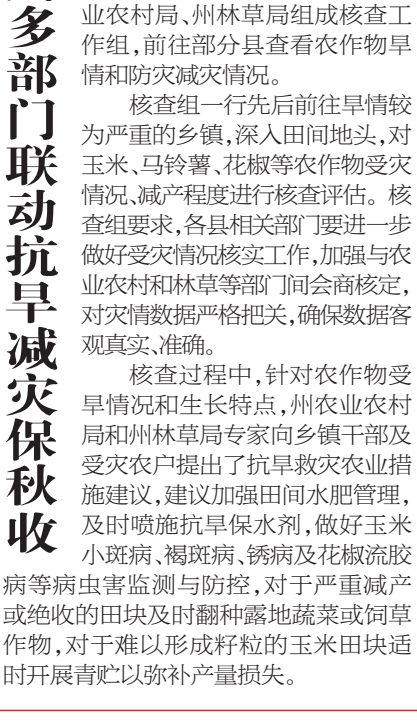 多部门联动抗旱减灾保秋收
业农村局、州林草局组成核查工
作组,前往部分县查看农作物旱
情和防灾减灾情况。
核查组一行先后前往旱情较
为严重的乡镇,深入田间地头,对
玉米、马铃薯、花椒等农作物受灾
情况、减产程度进行核查评估。核
查组要求,各县相关部门要进一步
做好受灾情况核实工作,加强与农
业农村和林草等部门间会商核定,
对灾情数据严格把关,确保数据客
观真实、准确。
核查过程中,针对农作物受
旱情况和生长特点,州农业农村
局和州林草局专家向乡镇干部及
受灾农户提出了抗旱救灾农业措
施建议,建议加强田间水肥管理,
及时喷施抗旱保水剂,做好玉米
小斑病、褐斑病、锈病及花椒流胶
病等病虫害监测与防控,对于严重减产
或绝收的田块及时翻种露地蔬菜或饲草
作物,对于难以形成籽粒的玉米田块适
时开展青贮以弥补产量损失。